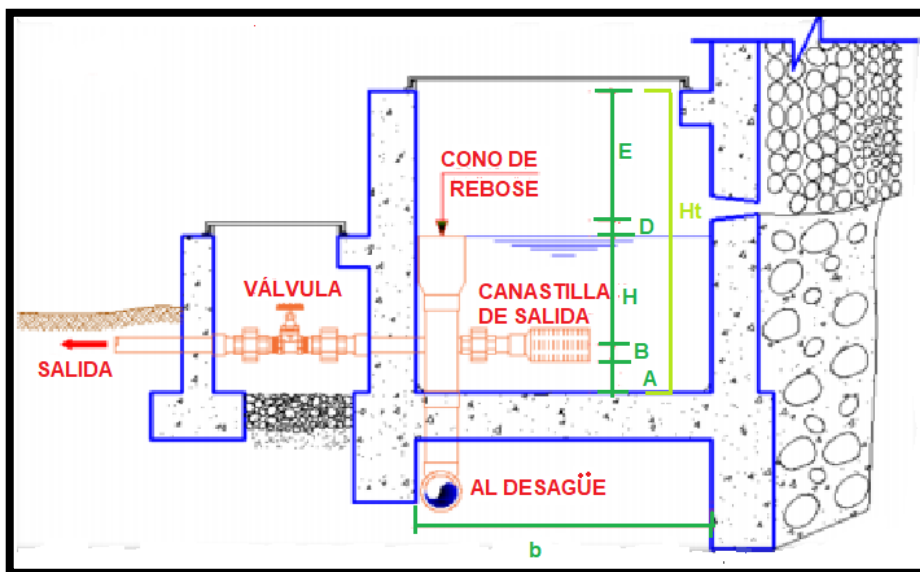 E
CONO DE
REBOSE
Ht
D
VÁLVULA
CANASTILLA
DE SALIDA
H
B
SALIDA
A
AL DESAGÜE
b